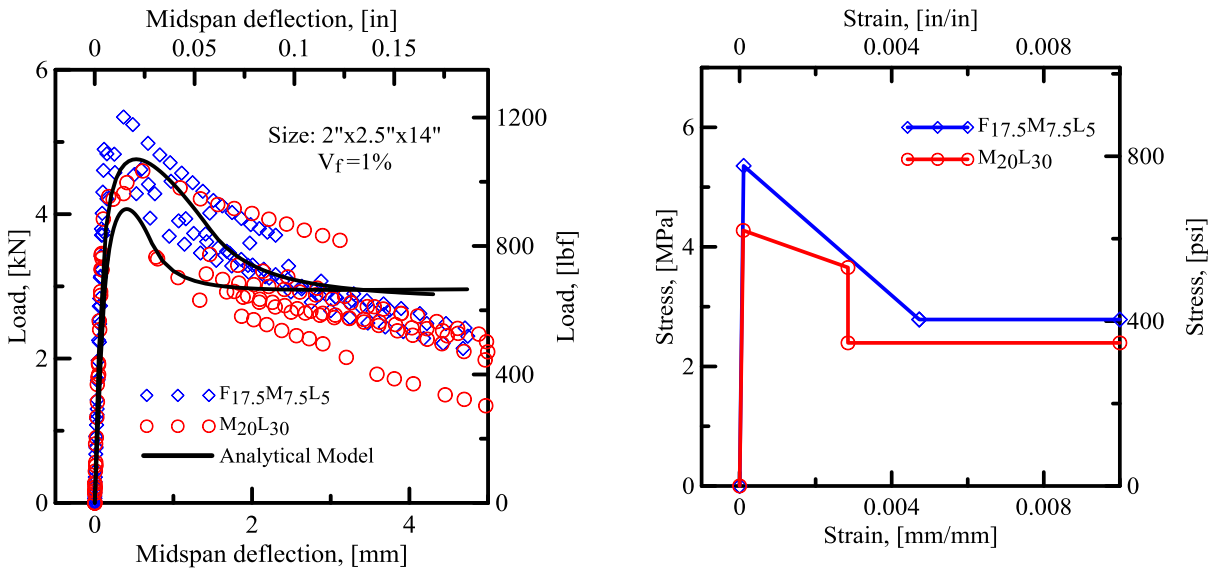 Midspan deflection, [in]
0 0.05 0.1 0.15
6
4
2
0
Load, [kN]
Size: 2"x2.5"x14"
Vf=1%
1200
800
400
0
Load, [lbf]
F17.5M7.5L5
M20L30
Analytical Model
0 2 4
Midspan deflection, [mm]
Strain, [in/in]
0 0.004 0.008
6
4
2
0
Stress, [MPa]
F17.5M7.5L5
M20L30
800
400
0
Stress, [psi]
0 0.004 0.008
Strain, [mm/mm]